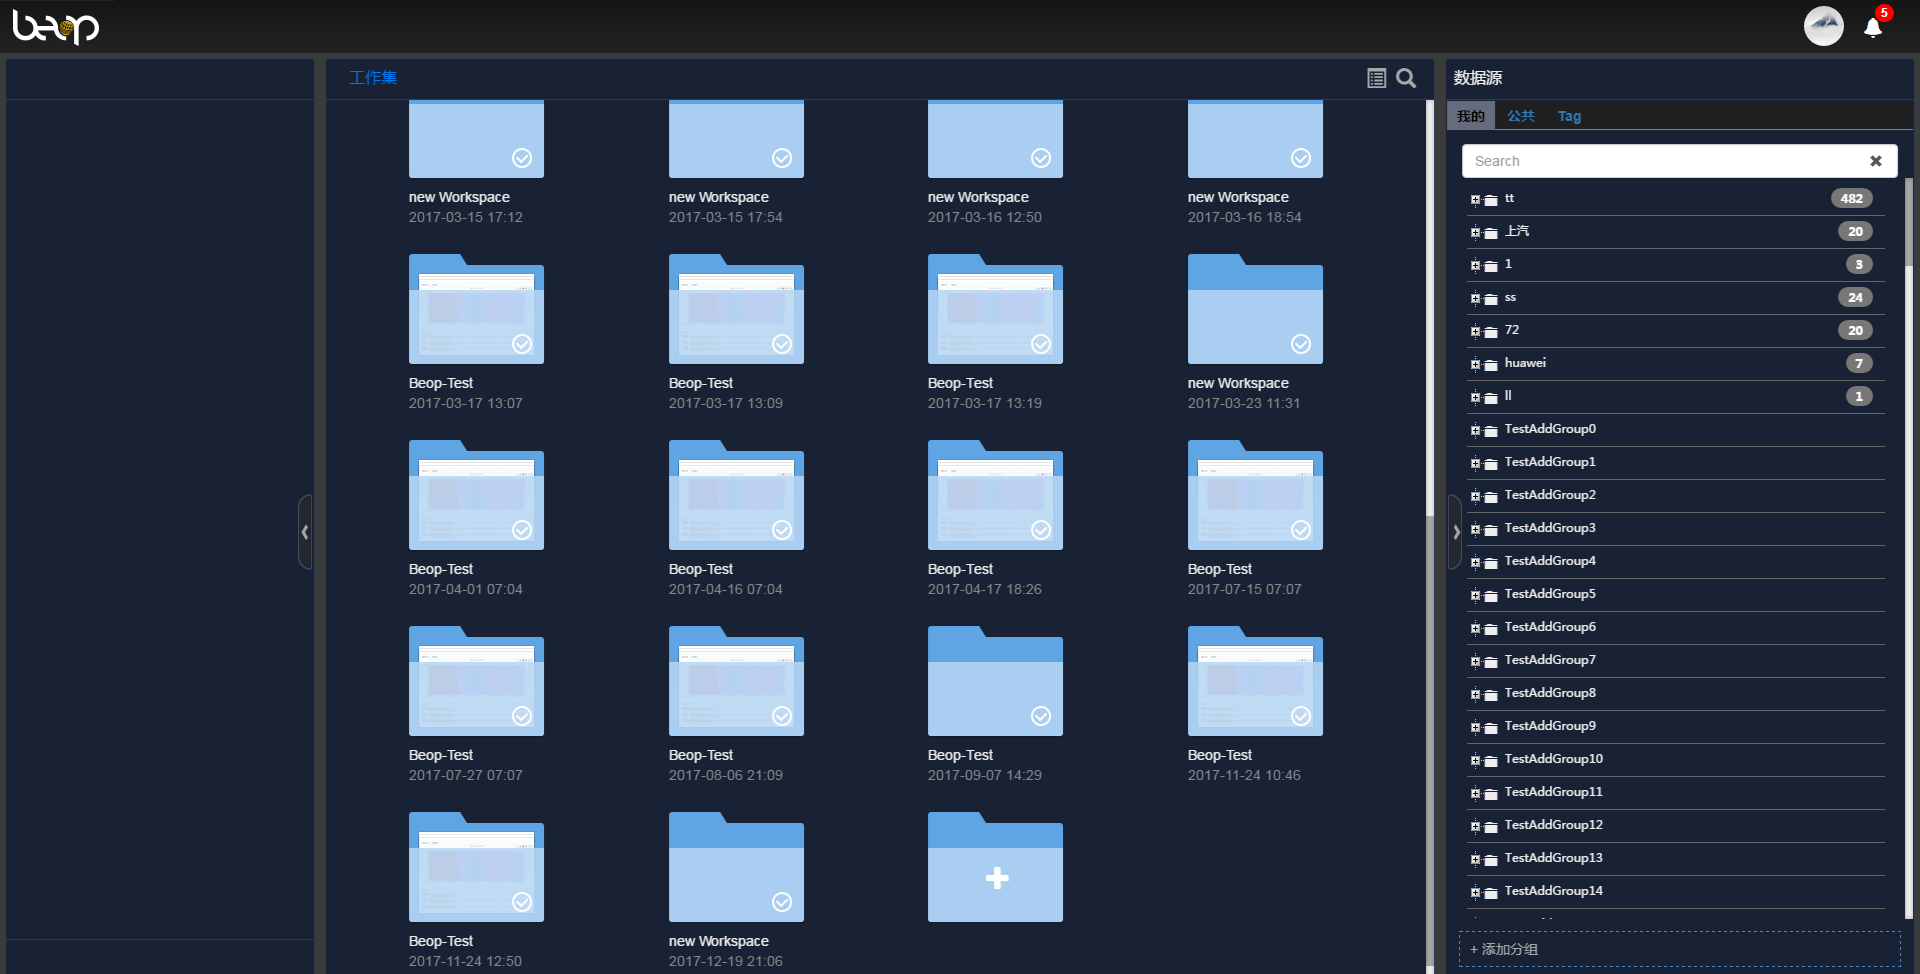 beop
5
工作集
new Workspace
2017-03-15 17:12
new Workspace
2017-03-15 17:54
new Workspace
2017-03-16 12:50
new Workspace
2017-03-16 18:54
Beop-Test
2017-03-17 13:07
Beop-Test
2017-03-17 13:09
Beop-Test
2017-03-17 13:19
new Workspace
2017-03-23 11:31
Beop-Test
2017-04-01 07:04
Beop-Test
2017-04-16 07:04
Beop-Test
2017-04-17 18:26
Beop-Test
2017-07-15 07:07
Beop-Test
2017-07-27 07:07
Beop-Test
2017-08-06 21:09
Beop-Test
2017-09-07 14:29
Beop-Test
2017-11-24 10:46
Beop-Test
2017-11-24 12:50
new Workspace
2017-12-19 21:06
数据源
我的 公共 Tag
Search
tt 482
上汽 20
1 3
ss 24
72 20
huawei 7
ll 1
TestAddGroup0
TestAddGroup1
TestAddGroup2
TestAddGroup3
TestAddGroup4
TestAddGroup5
TestAddGroup6
TestAddGroup7
TestAddGroup8
TestAddGroup9
TestAddGroup10
TestAddGroup11
TestAddGroup12
TestAddGroup13
TestAddGroup14
+ 添加分组